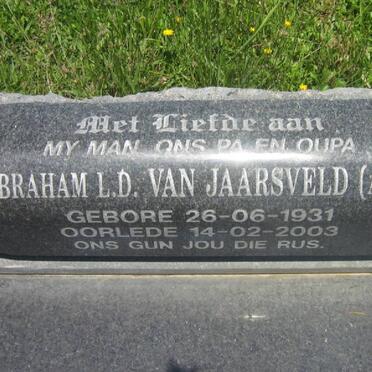 Met Liefde aan
MY MAN, ONS PA EN OUPA
BRAHAM L.D. VAN JAARSVELD (
GEBORE 26-06-1931
OORLEDE 14-02-2003
ONS GUN JOU DIE RUS.